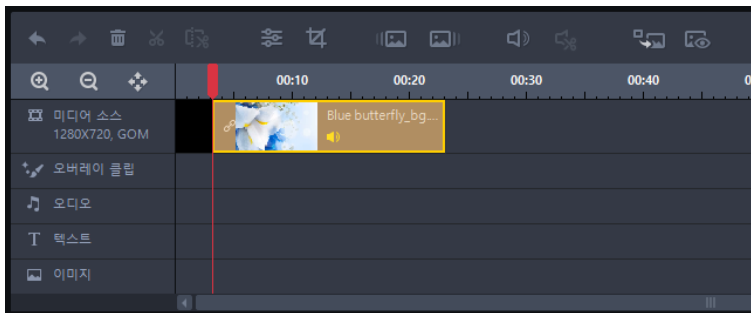 00:10 00:20 00:30 00:40 0
미디어 소스
1280X720, GOM
Blue butterfly_bg....
오버레이 클립
오디오
T 텍스트
이미지